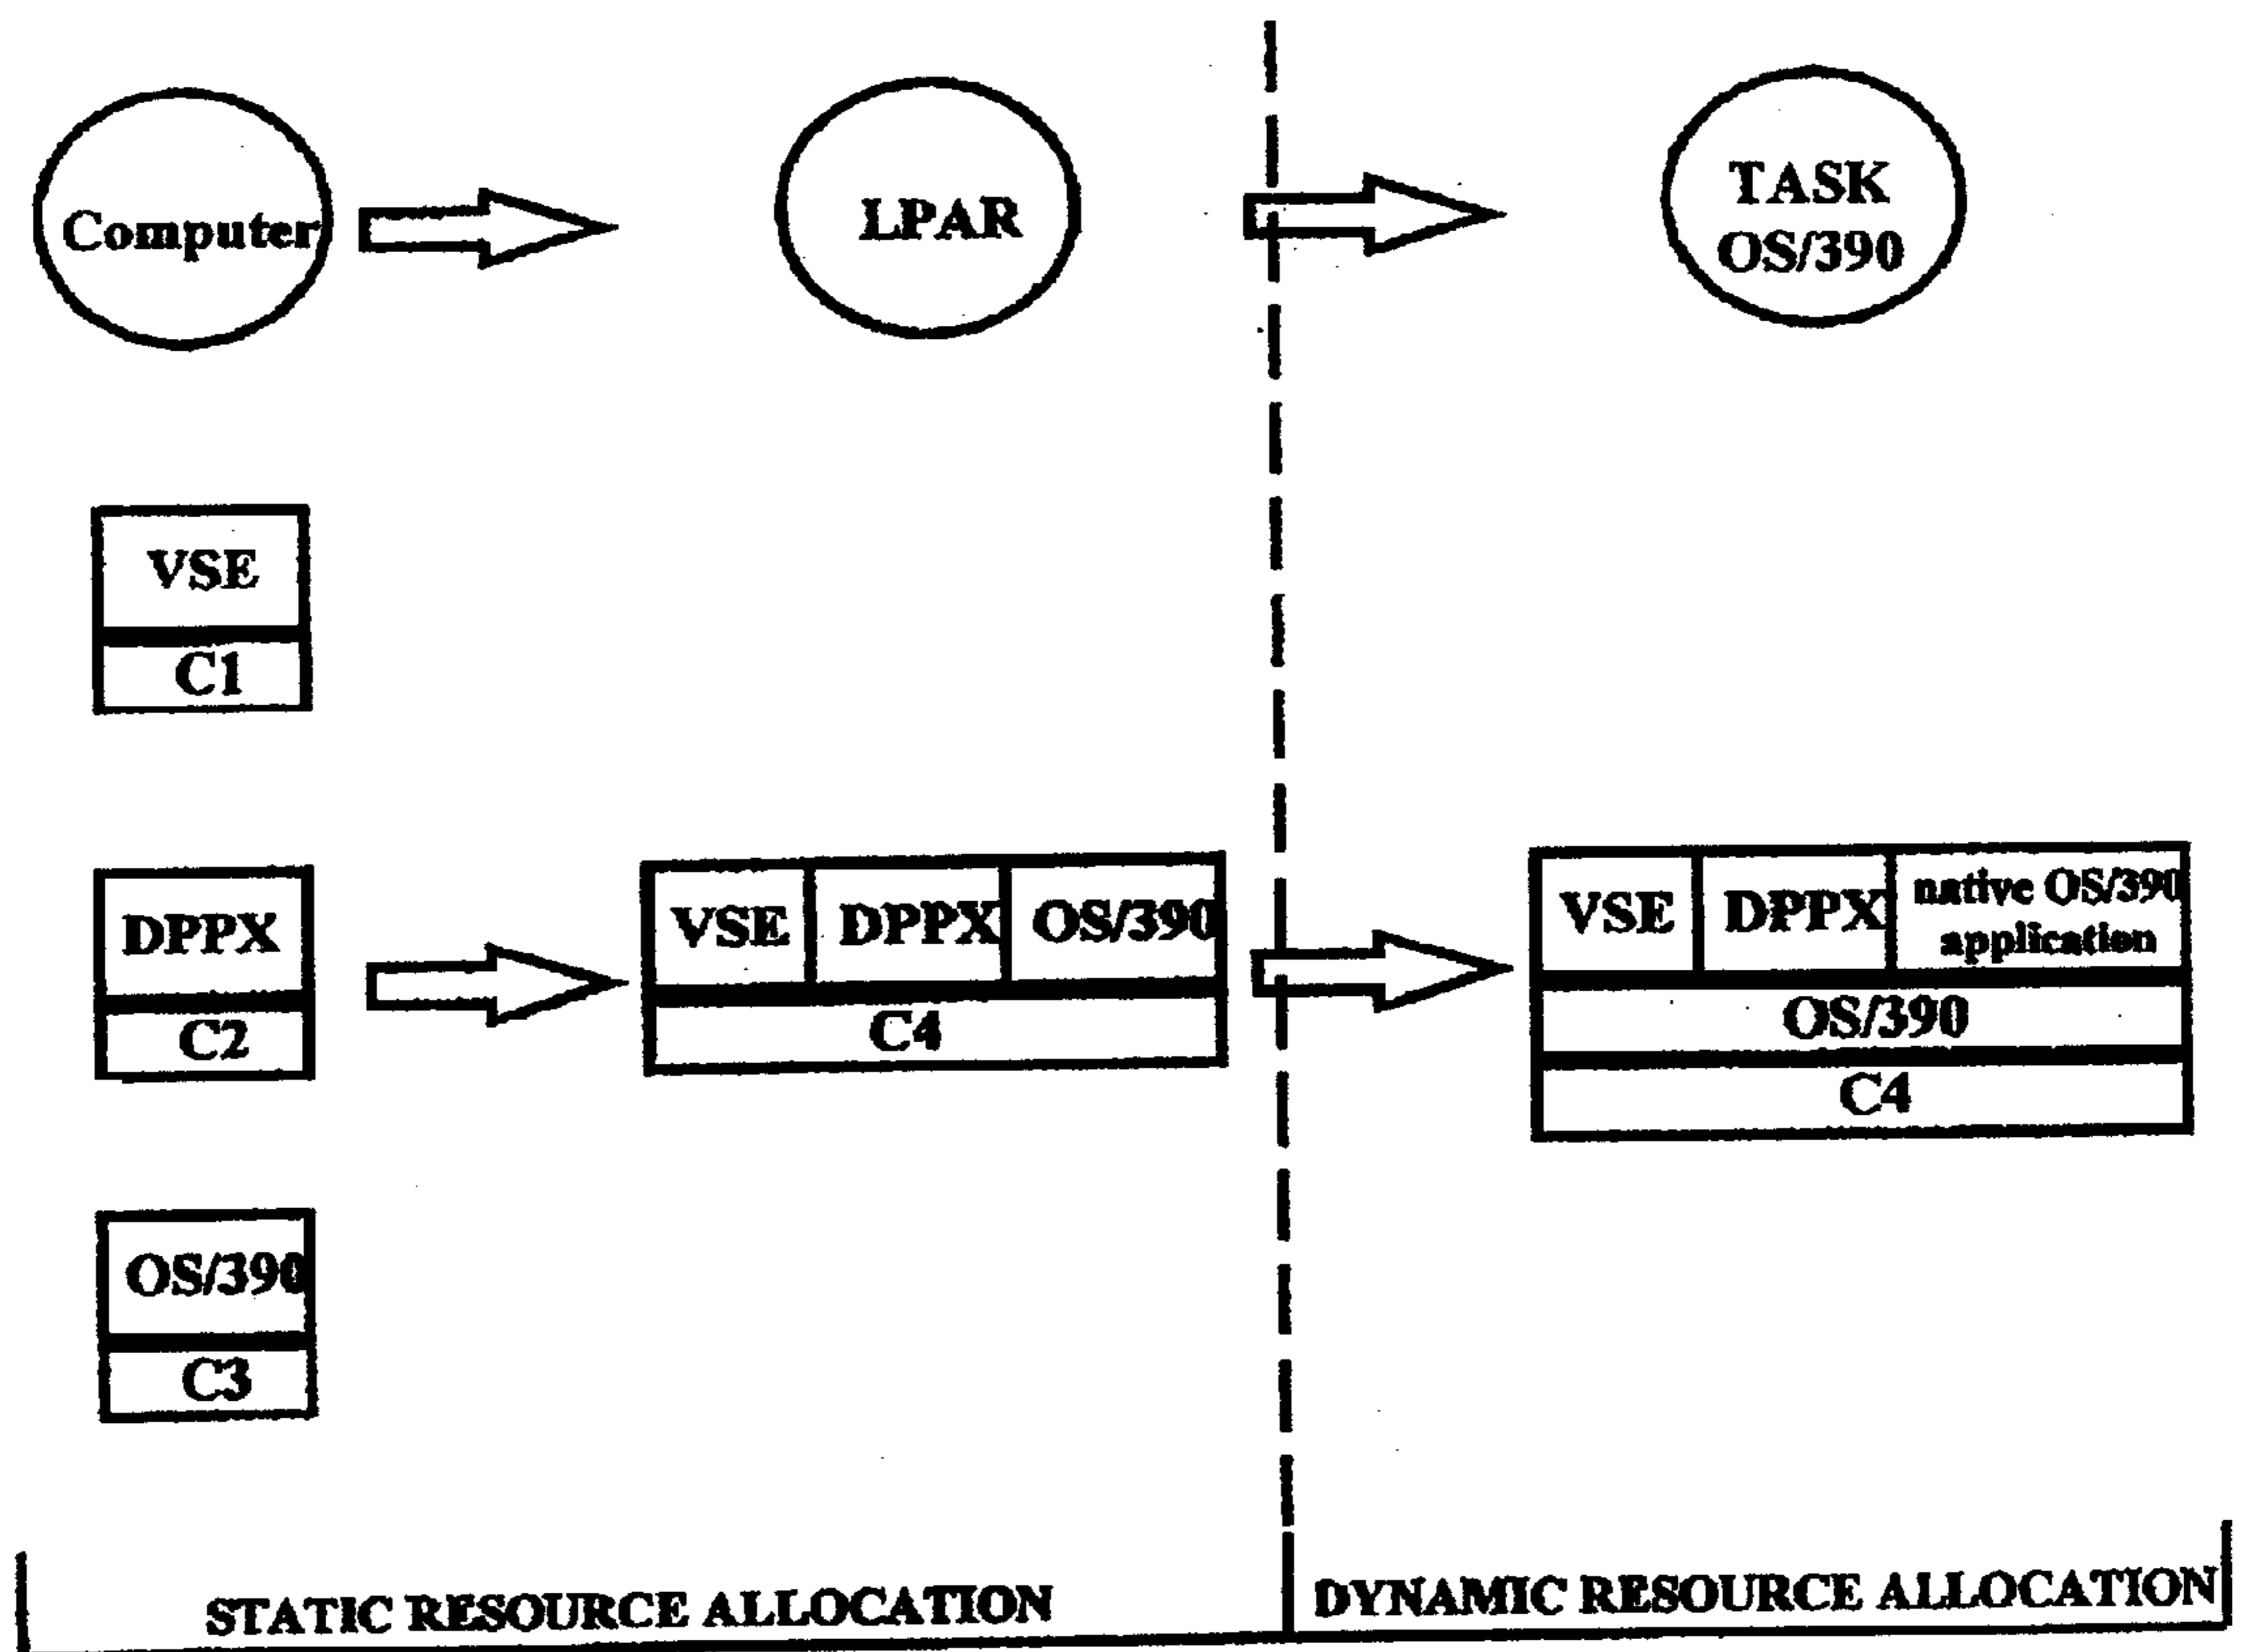 Computer
LPAR
TASK
OS/390
VSE
C1
DPPX
C2
VSE DPPX OS/390
C4
VSE DPPX native OS/390
application
OS/390
C4
OS/390
C3
STATIC RESOURCE ALLOCATION
DYNAMIC RESOURCE ALLOCATION